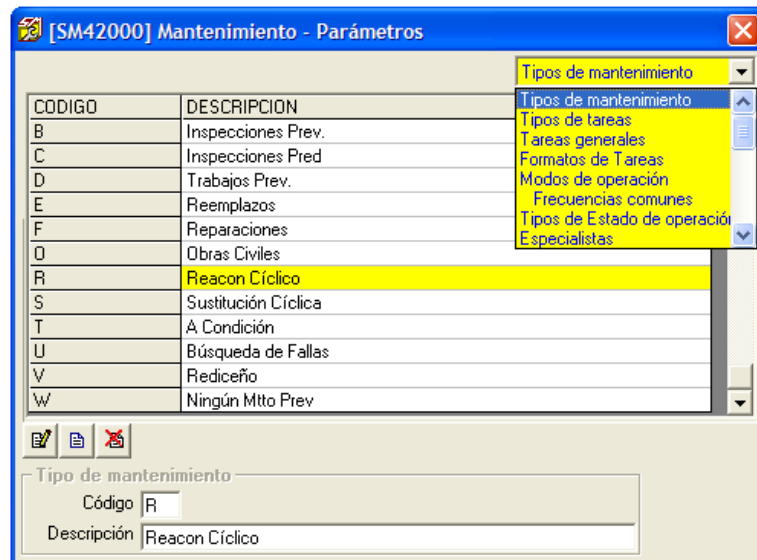 [SM42000] Mantenimiento - Parámetros
Tipos de mantenimiento
Tipos de mantenimiento
Tipos de tareas
Tareas generales
Formatos de Tareas
Modos de operación
Frecuencias comunes
Tipos de Estado de operación
Especialistas
CODIGO DESCRIPCION
B Inspecciones Prev.
C Inspecciones Pred
D Trabajos Prev.
E Reemplazos
F Reparaciones
O Obras Civiles
R Reacon Cíclico
S Sustitución Cíclica
T A Condición
U Búsqueda de Fallas
V Rediceño
W Ningún Mtto Prev
Tipo de mantenimiento
Código R
Descripción Reacon Cíclico